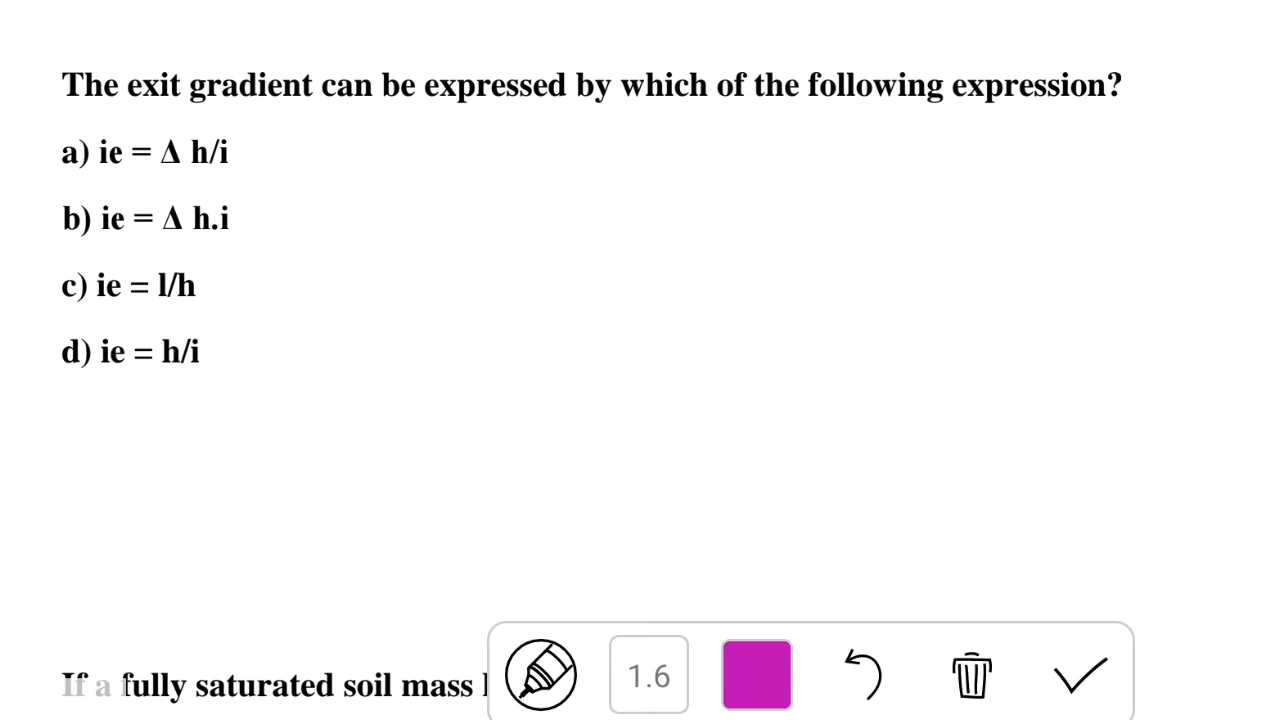 The exit gradient can be expressed by which of the following expression?
a) ie = Δ h/i
b) ie = Δ h.i
c) ie = l/h
d) ie = h/i
If a fully saturated soil mass
1.6